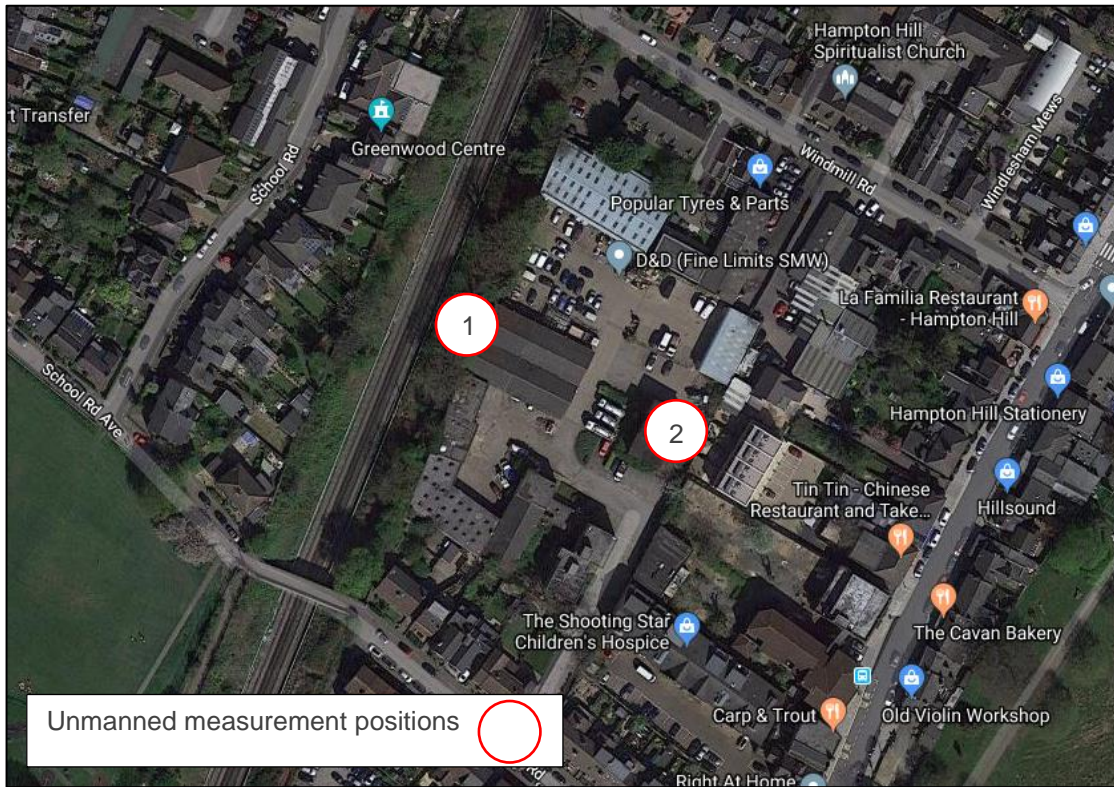 Hampton Hill
Spiritualist Church
t Transfer
Greenwood Centre
School Rd
Windmill Rd
Windlesham Mews
Popular Tyres & Parts
D&D (Fine Limits SMW)
La Familia Restaurant
- Hampton Hill
1
School Rd Ave
Hampton Hill Stationery
2
Tin Tin - Chinese
Restaurant and Take...
Hillsound
The Shooting Star
Children's Hospice
The Cavan Bakery
Unmanned measurement positions
Carp & Trout
Old Violin Workshop
Rd
Right At Home